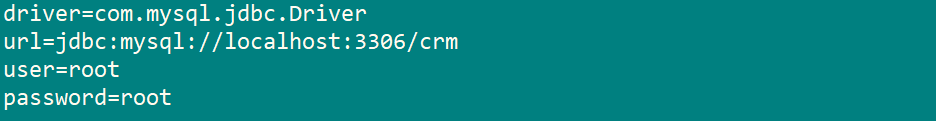 driver=com.mysql.jdbc.Driver
url=jdbc:mysql://localhost:3306/crm
user=root
password=root